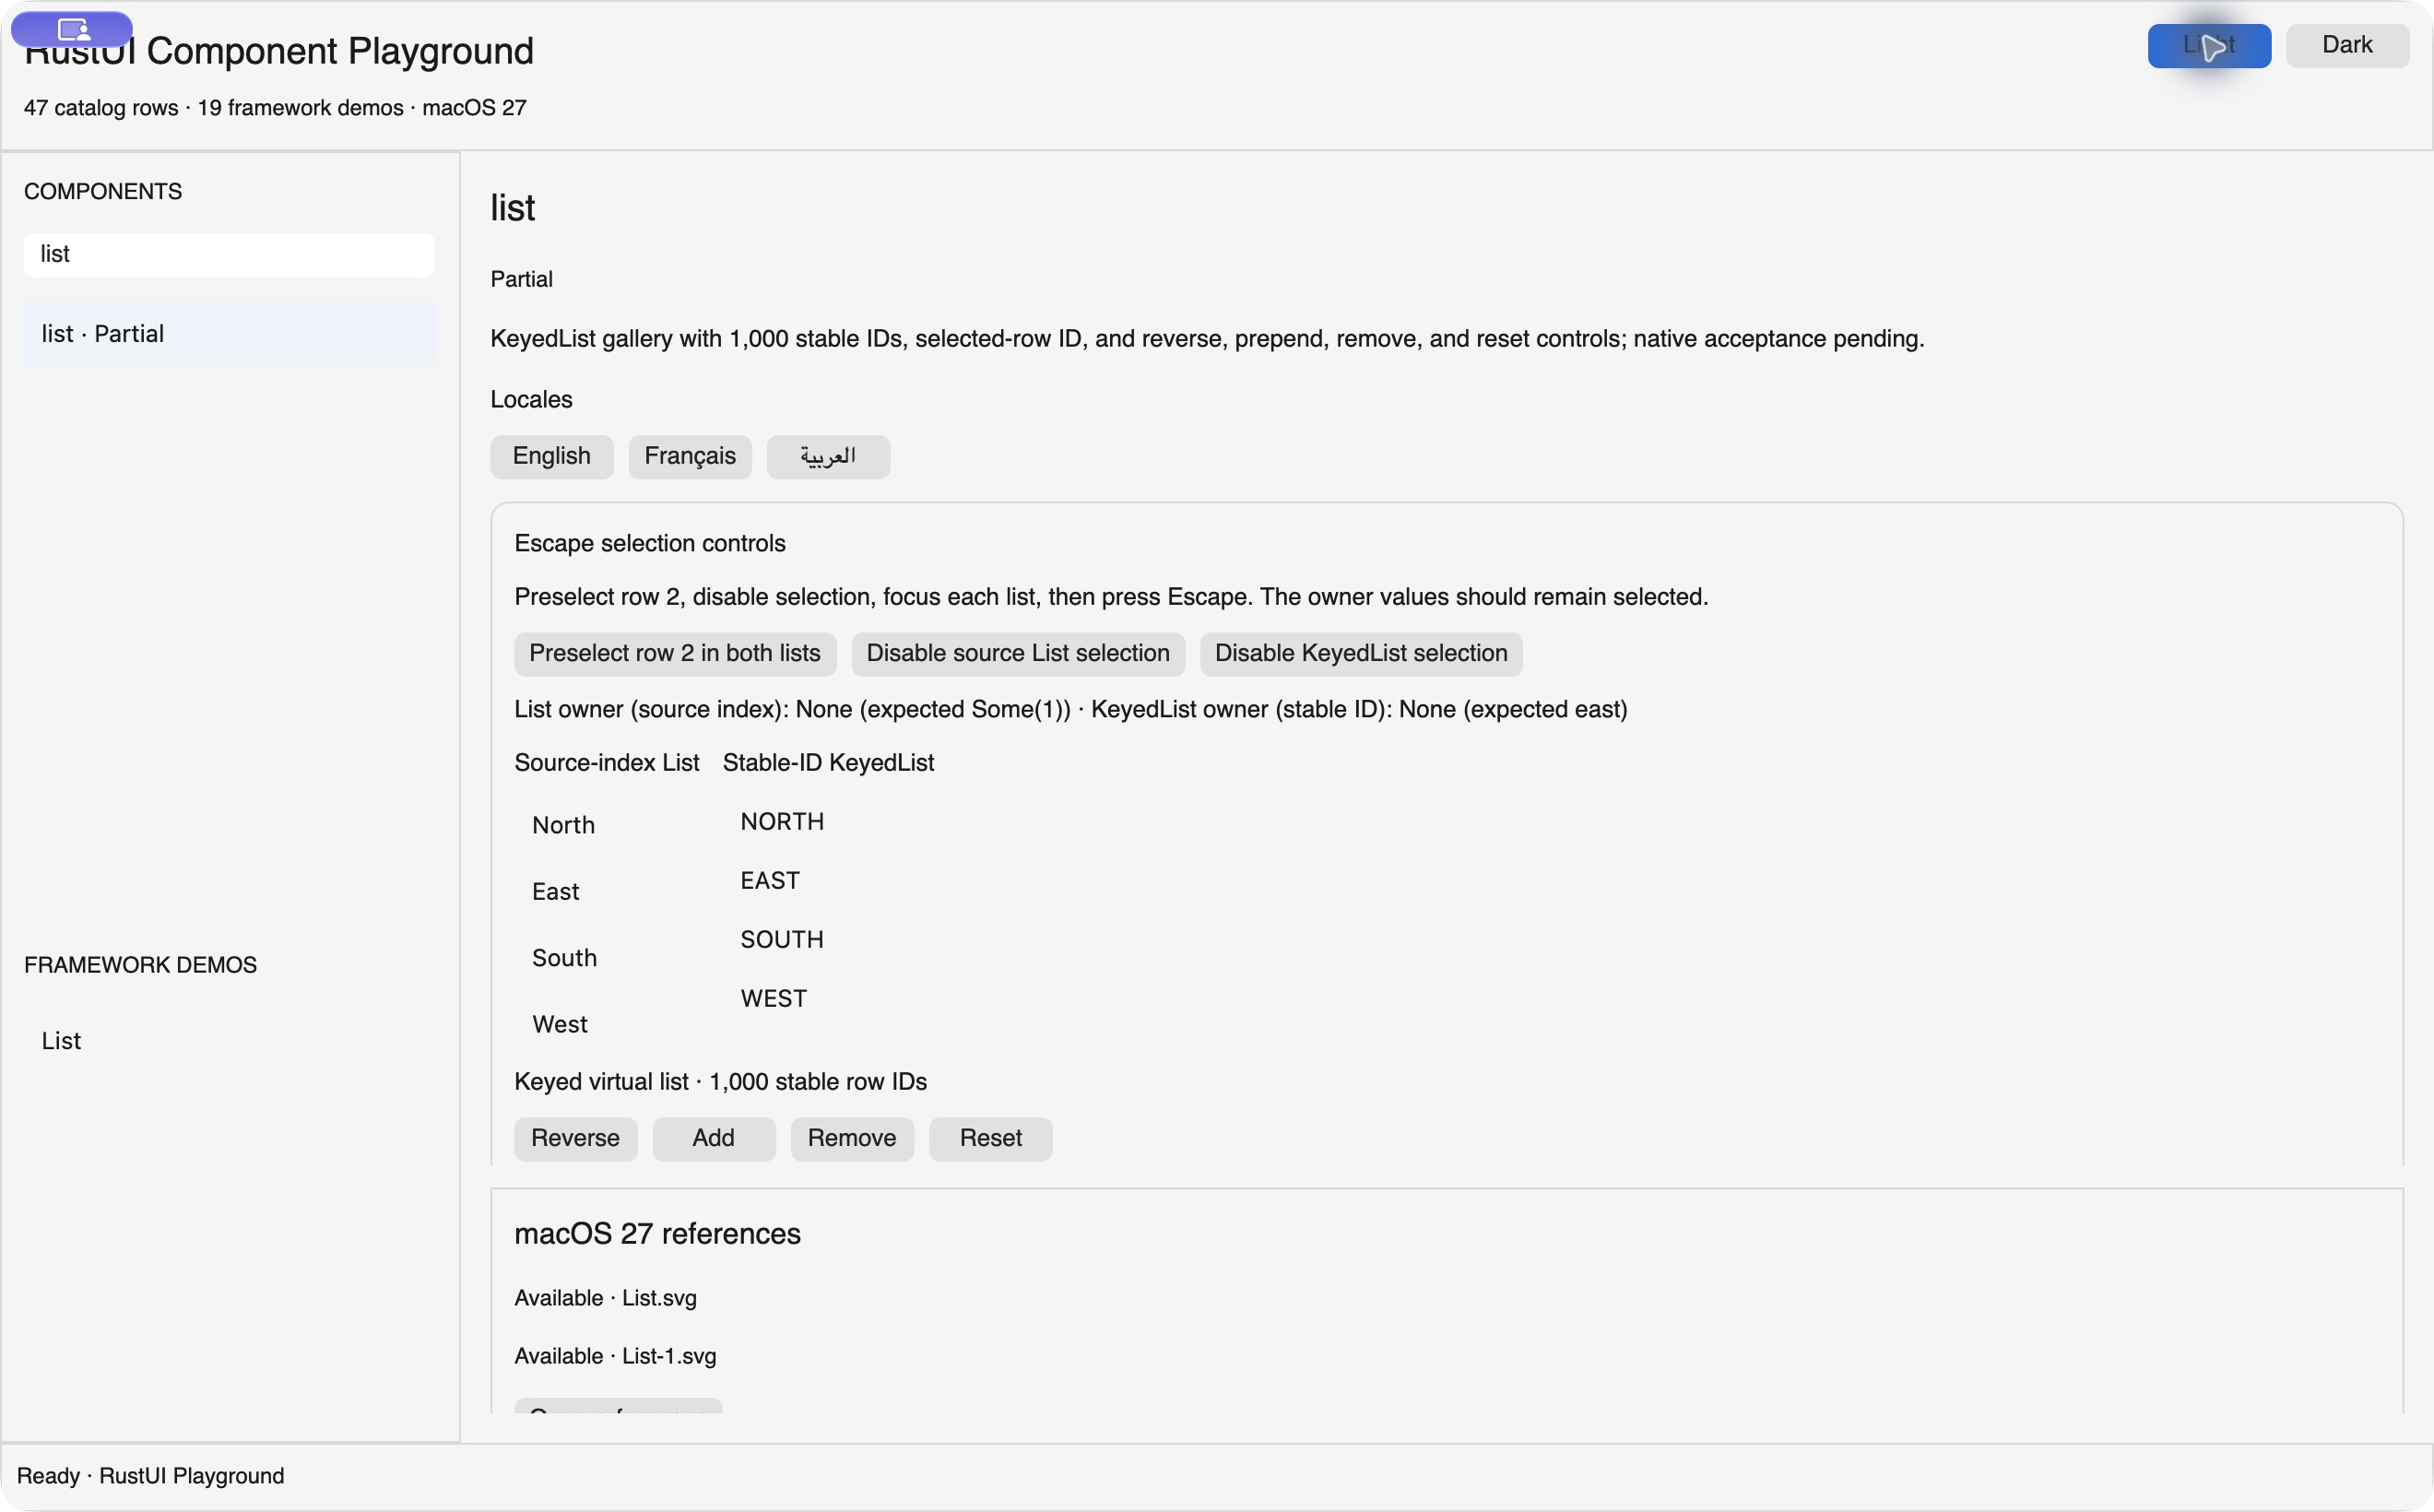 RustUI Component Playground
Dark
47 catalog rows · 19 framework demos · macOS 27
COMPONENTS
list
list · Partial
FRAMEWORK DEMOS
List
list
Partial
KeyedList gallery with 1,000 stable IDs, selected-row ID, and reverse, prepend, remove, and reset controls; native acceptance pending.
Locales
English Français العربية
Escape selection controls
Preselect row 2, disable selection, focus each list, then press Escape. The owner values should remain selected.
Preselect row 2 in both lists Disable source List selection Disable KeyedList selection
List owner (source index): None (expected Some(1)) · KeyedList owner (stable ID): None (expected east)
Source-index List Stable-ID KeyedList
North NORTH
East EAST
South SOUTH
West WEST
Keyed virtual list · 1,000 stable row IDs
Reverse Add Remove Reset
macOS 27 references
Available · List.svg
Available · List-1.svg
Ready · RustUI Playground